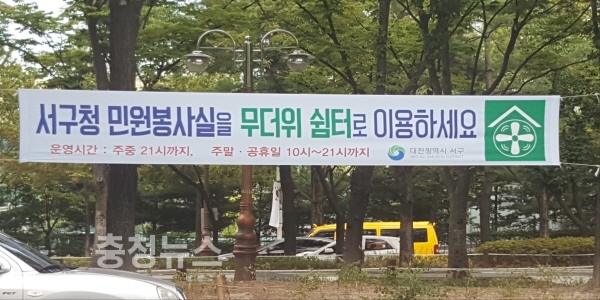 서구청 민원봉사실을 무더위 쉼터로 이용하세요
운영시간 : 주중 21시까지, 주말·공휴일 10시~21시까지 대전광역시 서구
충청뉴스